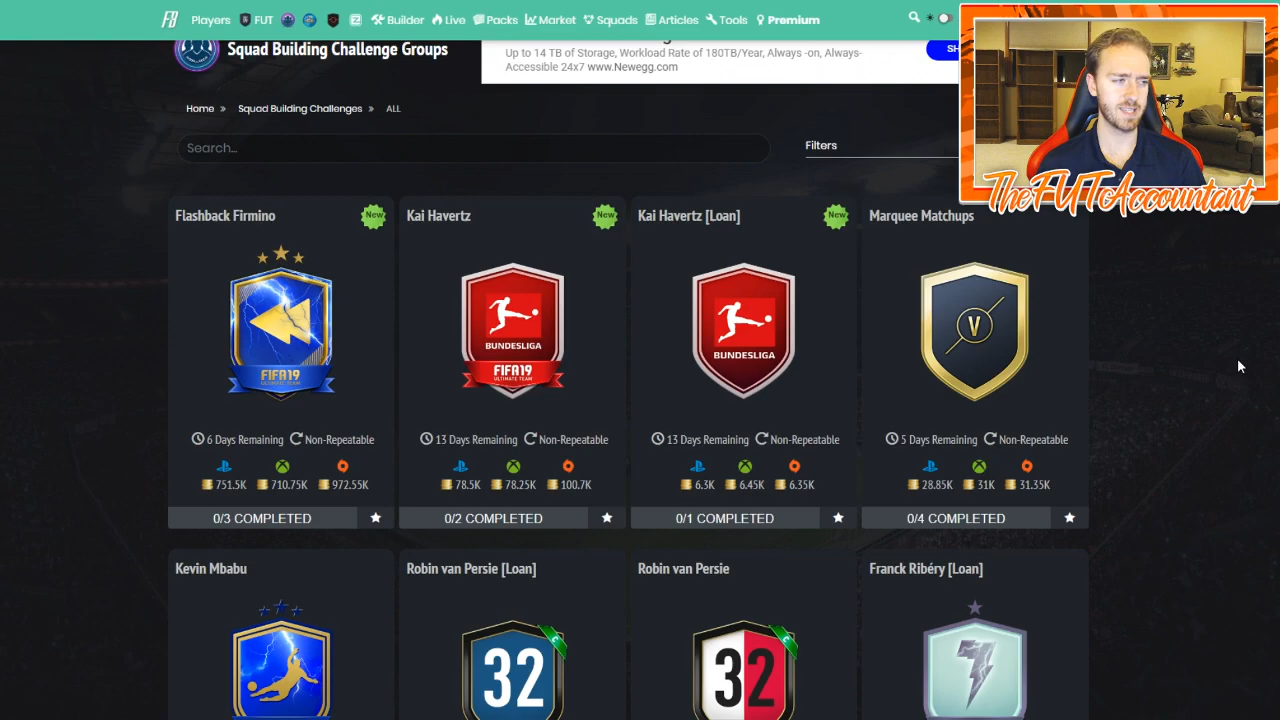 F8 Players FUT Builder Live Packs Market Squads Articles Tools Premium
Squad Building Challenge Groups
Up to 14 TB of Storage, Workload Rate of 180TB/Year, Always -on, Always-
Accessible 24x7 www.Newegg.com
Home » Squad Building Challenges » ALL
Search...
Filters
TheFUTAccountant
Flashback Firmino New
FIFA19
ULTIMATE TEAM
6 Days Remaining Non-Repeatable
751.5K 710.75K 972.55K
0/3 COMPLETED
Kai Havertz New
BUNDESLIGA
FIFA19
ULTIMATE TEAM
13 Days Remaining Non-Repeatable
78.5K 78.25K 100.7K
0/2 COMPLETED
Kai Havertz [Loan] New
BUNDESLIGA
13 Days Remaining Non-Repeatable
6.3K 6.45K 6.35K
0/1 COMPLETED
Marquee Matchups
V
5 Days Remaining Non-Repeatable
28.85K 31K 31.35K
0/4 COMPLETED
Kevin Mbabu
Robin van Persie [Loan]
32
Robin van Persie
32
Franck Ribéry [Loan]
7